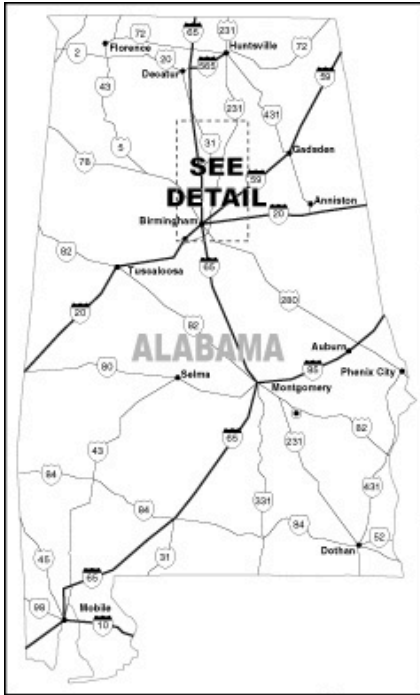 72
65
231
Huntsville
72
Florence
2
20
565
Decatur
59
43
231
431
31
5
Gadsden
78
SEE
DETAIL
59
Anniston
Birmingham
20
82
65
Tuscaloosa
280
20
82
ALABAMA
Auburn
80
85
Phenix City
Selma
Montgomery
82
43
65
231
84
431
331
84
84
52
45
31
Dothan
65
98
Mobile
10